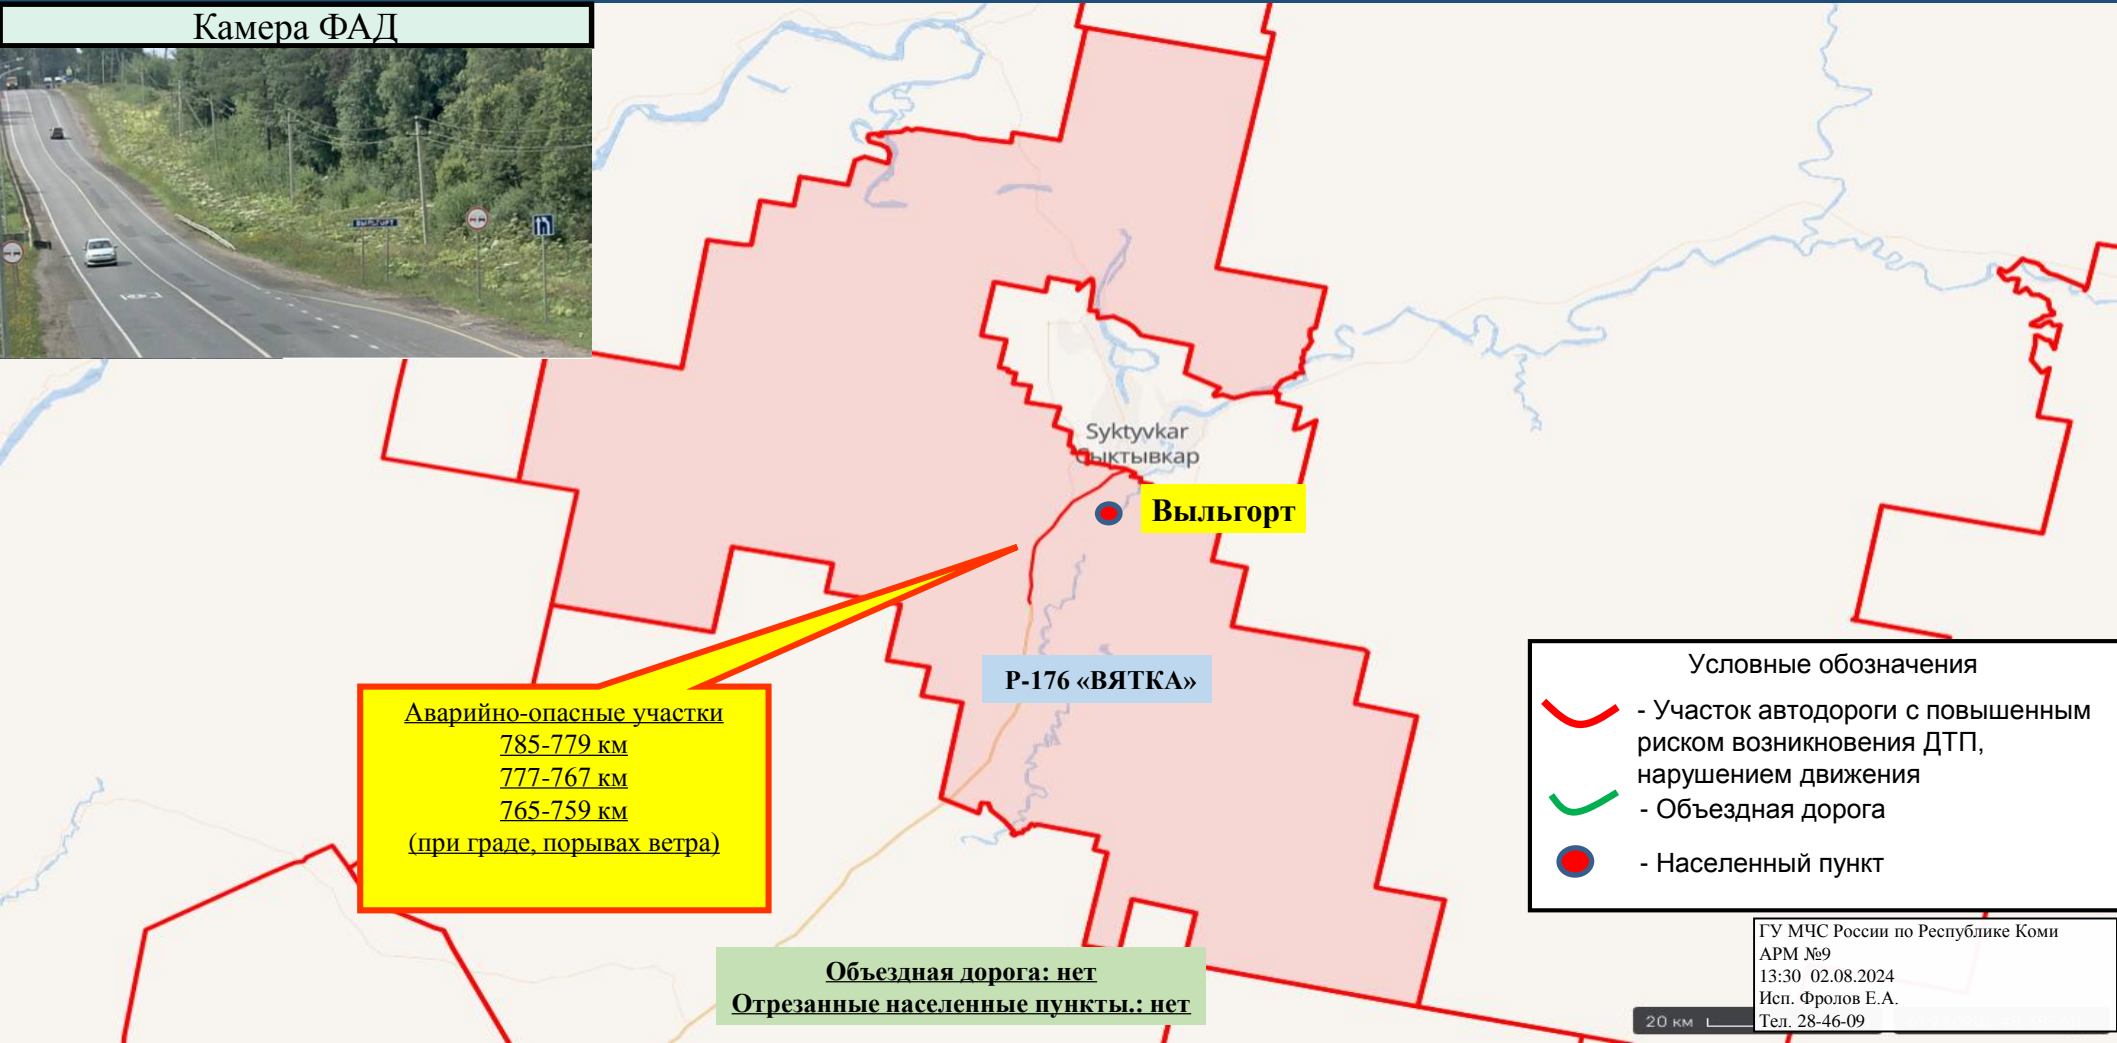 Камера ФАД
ВЫЛЬГОРТ
Syktyvkar
Сыктывкар
Выльгорт
Р-176 «ВЯТКА»
Аварийно-опасные участки
785-779 км
777-767 км
765-759 км
(при граде, порывах ветра)
Условные обозначения
- Участок автодороги с повышенным
риском возникновения ДТП,
нарушением движения
- Объездная дорога
- Населенный пункт
Объездная дорога: нет
Отрезанные населенные пункты.: нет
ГУ МЧС России по Республике Коми
АРМ №9
13:30 02.08.2024
Исп. Фролов Е.А.
Тел. 28-46-09
20 км